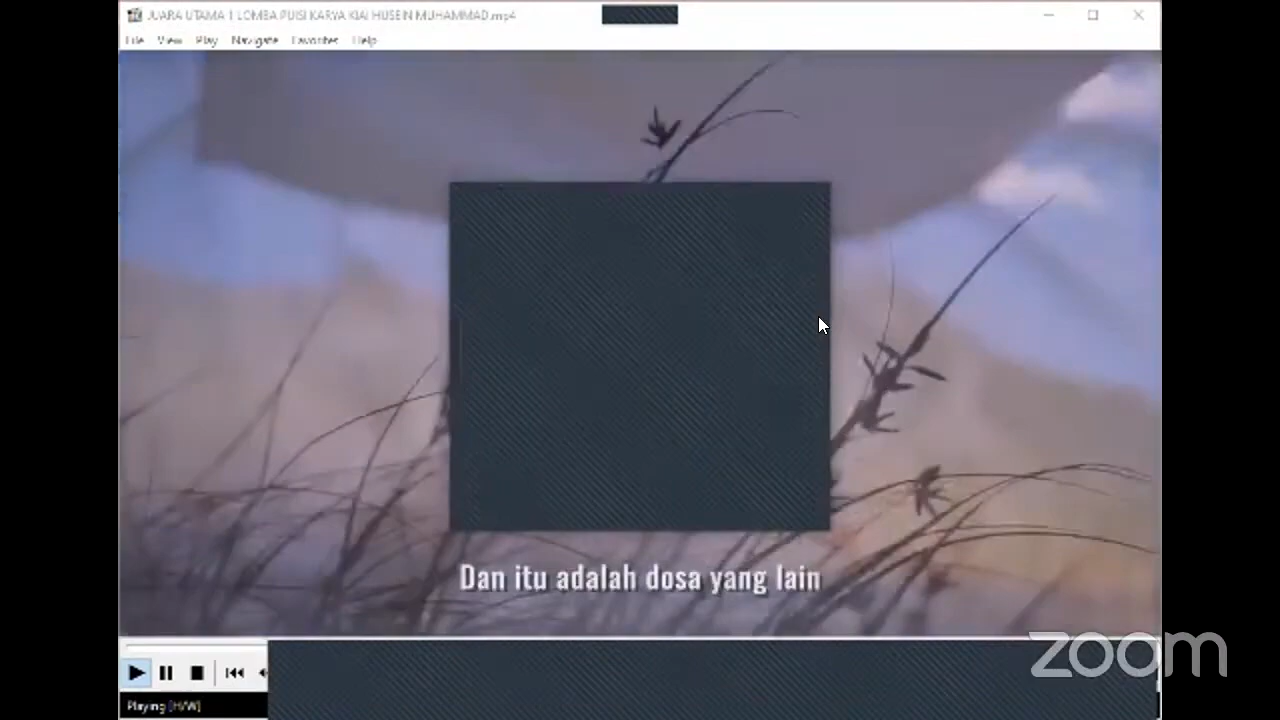 JUARA UTAMA 1 LOMBA PUISI KARYA KIAI HUSEIN MUHAMMAD.mp4
File View Play Navigate Favorites Help
Dan itu adalah dosa yang lain
zoom
Playing [H/W]